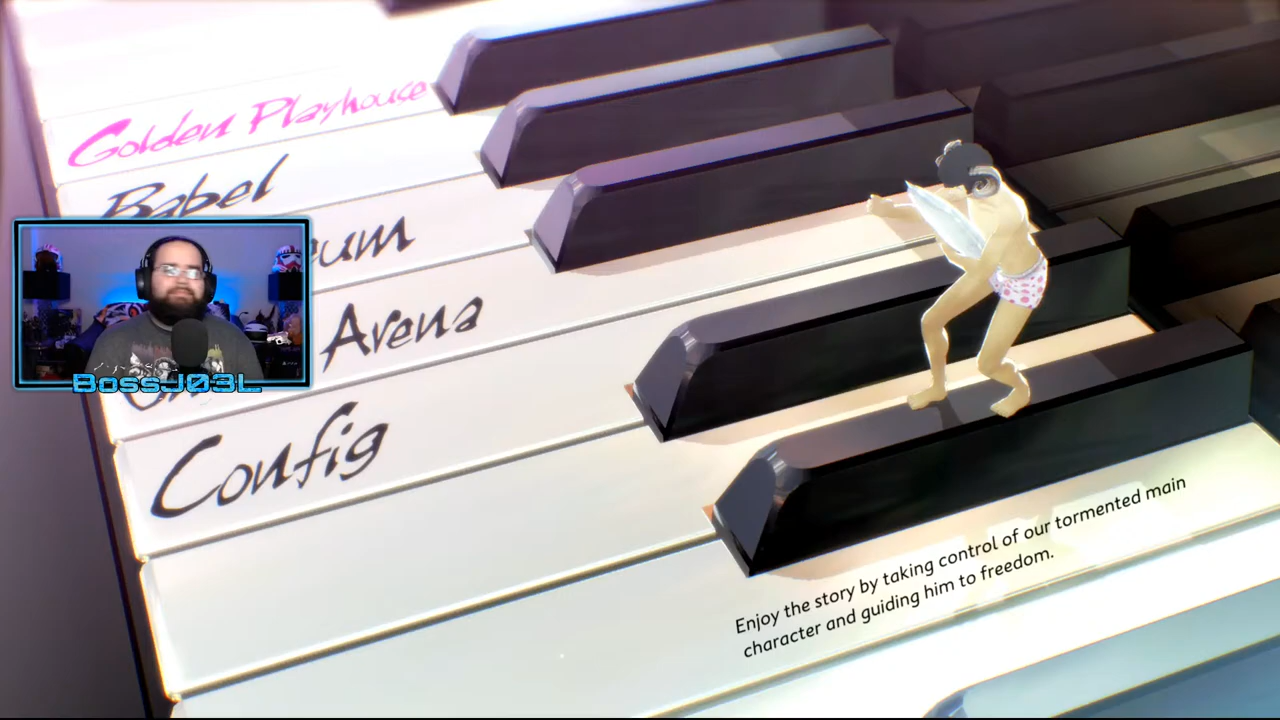 Golden Playhouse
Babel
eum
Arena
Config
BossJ03L
Enjoy the story by taking control of our tormented main
character and guiding him to freedom.